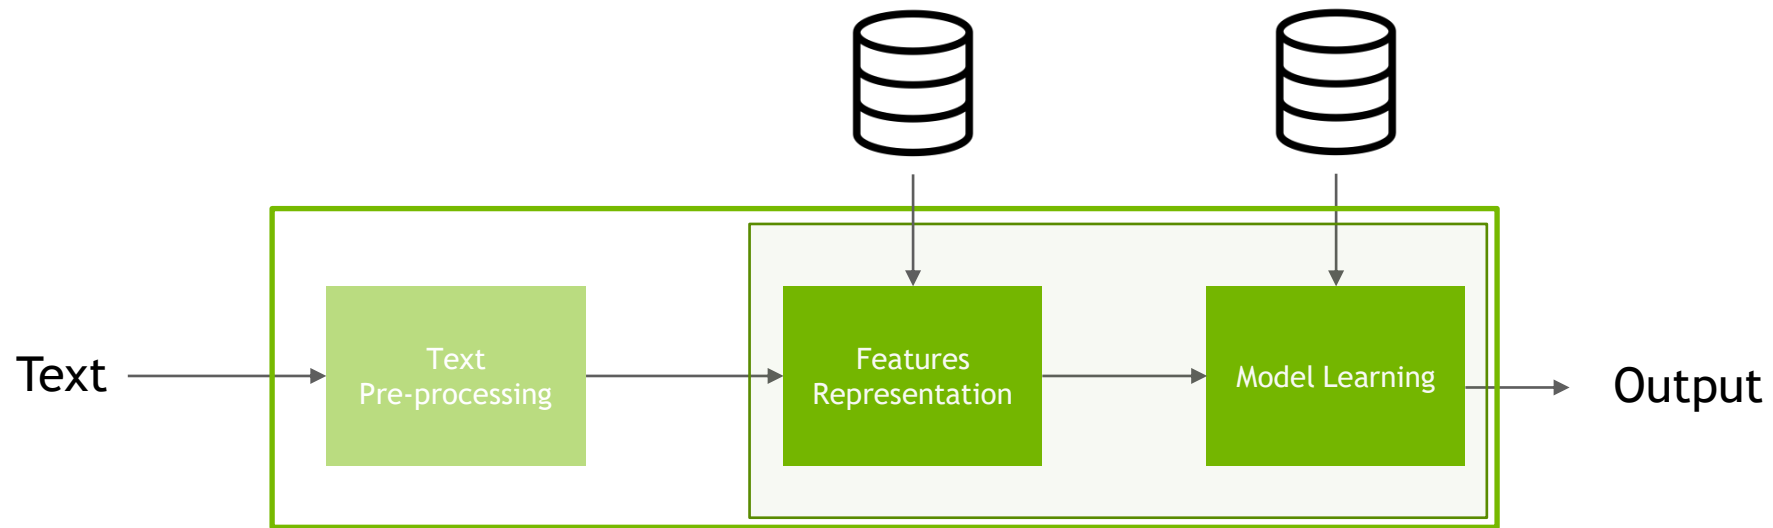 Text
Text
Pre-processing
Features
Representation
Model Learning
Output